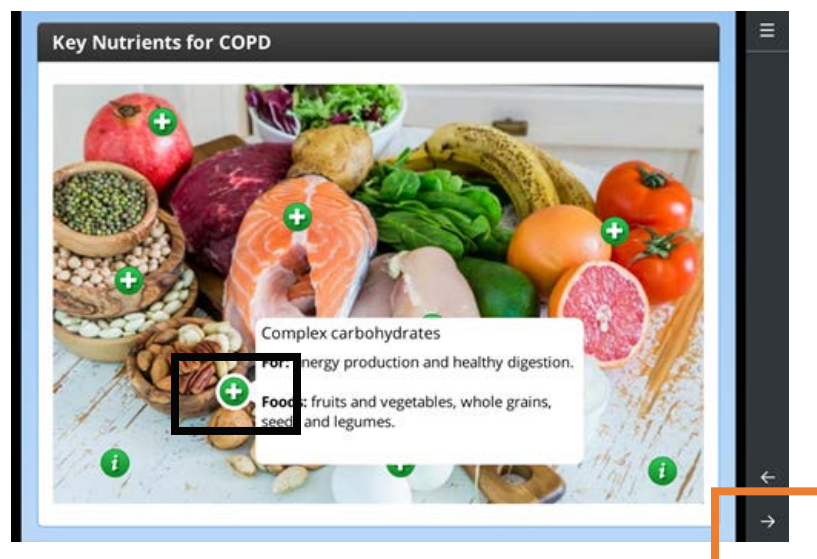 Key Nutrients for COPD
Complex carbohydrates
For: energy production and healthy digestion.
Foods: fruits and vegetables, whole grains,
seeds and legumes.